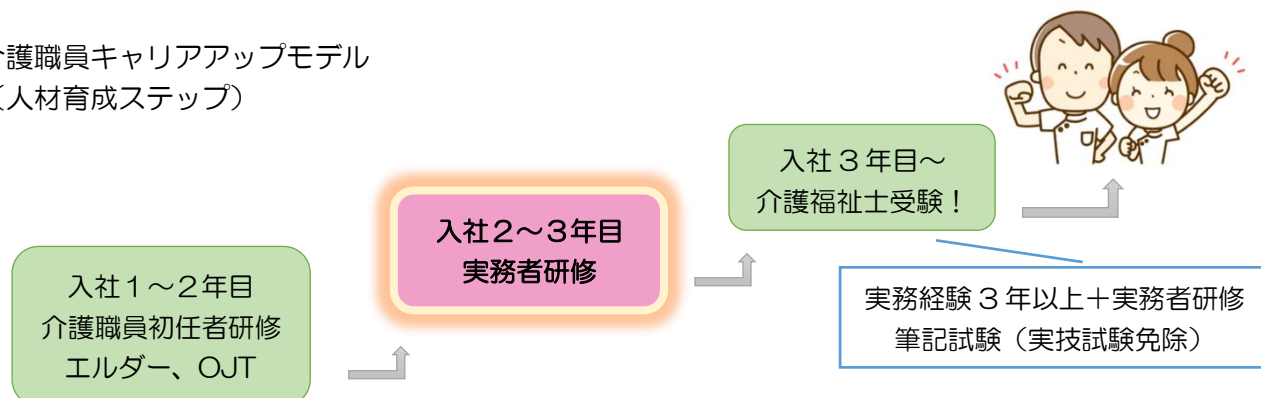 護職員キャリアアップモデル
（人材育成ステップ）
入社３年目～
介護福祉士受験！
入社２～３年目
実務者研修
入社１～２年目
介護職員初任者研修
エルダー、OJT
実務経験３年以上＋実務者研修
筆記試験（実技試験免除）